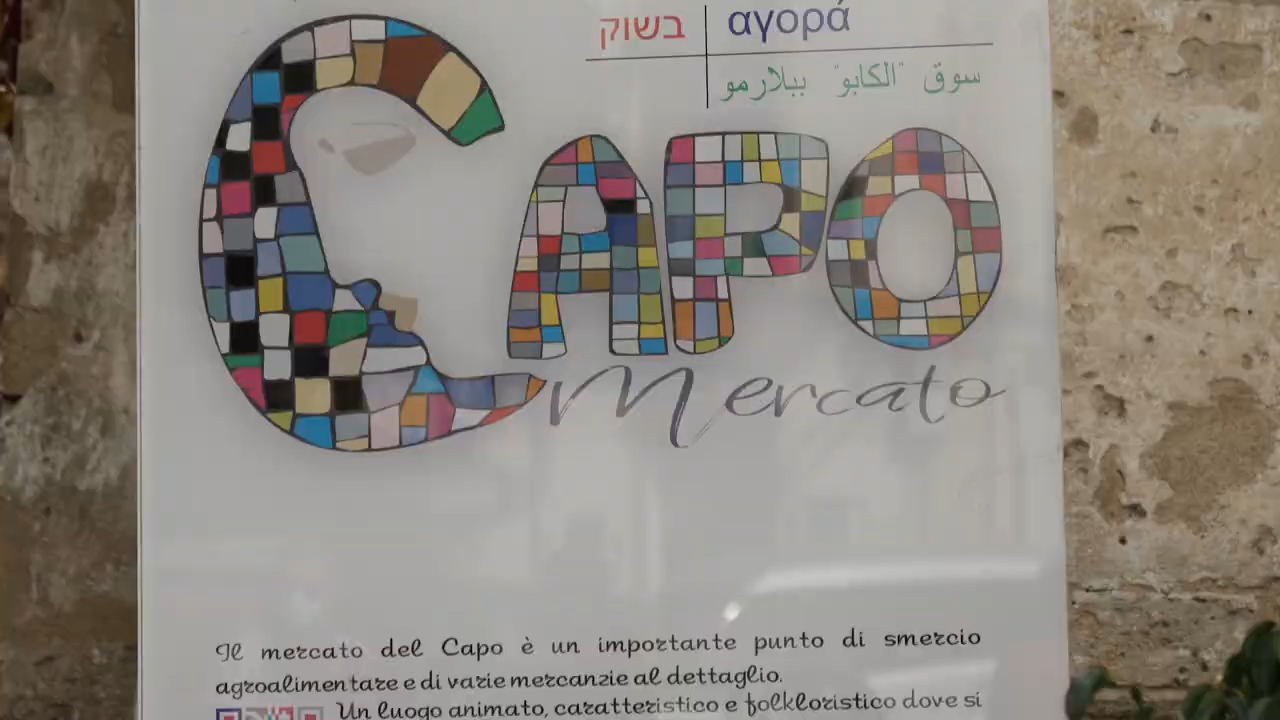 בשוק
αγορά
سوق "الكابو" ببلارمو
CAPO
mercato
Il mercato del Capo è un importante punto di smercio
agroalimentare e di varie mercanzie al dettaglio.
Un luogo animato, caratteristico e folkloristico dove si